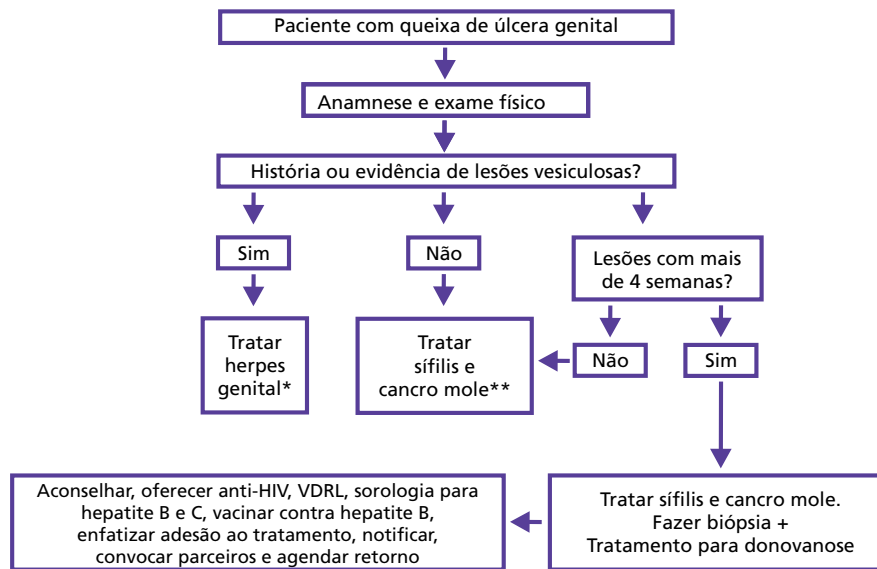 Paciente com queixa de úlcera genital
Anamnese e exame físico
História ou evidência de lesões vesiculosas?
Sim
Não
Lesões com mais
de 4 semanas?
Tratar
herpes
genital*
Tratar
sífilis e
cancro mole**
Não
Sim
Aconselhar, oferecer anti-HIV, VDRL, sorologia para
hepatite B e C, vacinar contra hepatite B,
enfatizar adesão ao tratamento, notificar,
convocar parceiros e agendar retorno
Tratar sífilis e cancro mole.
Fazer biópsia +
Tratamento para donovanose